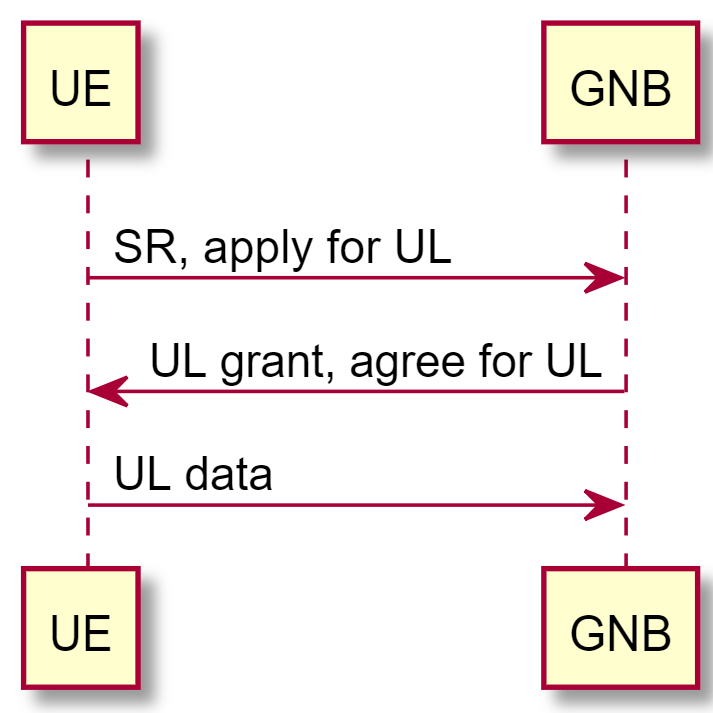 UE
GNB
SR, apply for UL
UL grant, agree for UL
UL data
UE
GNB